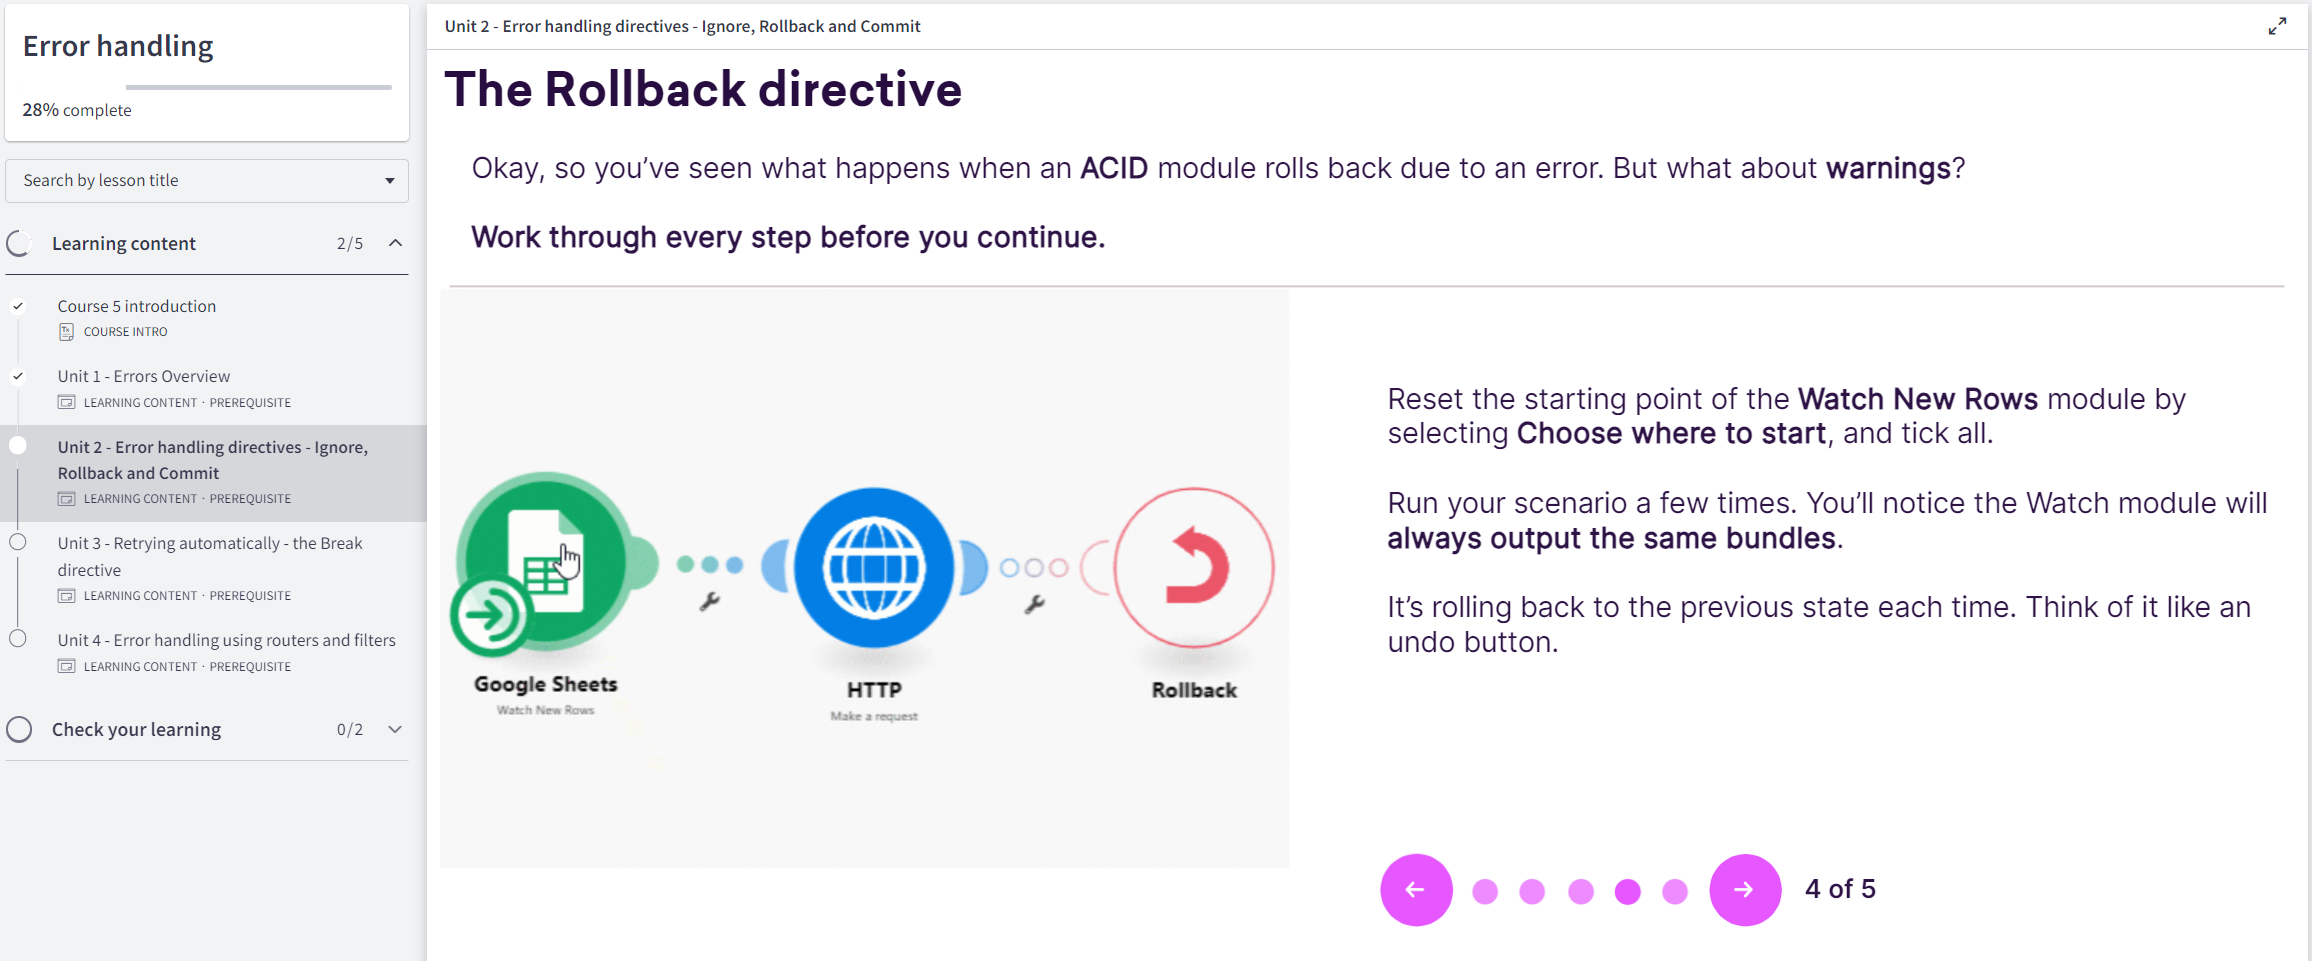 Error handling
28% complete
Search by lesson title
Learning content 2/5
Course 5 introduction
COURSE INTRO
Unit 1 - Errors Overview
LEARNING CONTENT · PREREQUISITE
Unit 2 - Error handling directives - Ignore,
Rollback and Commit
LEARNING CONTENT · PREREQUISITE
Unit 3 - Retrying automatically - the Break
directive
LEARNING CONTENT · PREREQUISITE
Unit 4 - Error handling using routers and filters
LEARNING CONTENT · PREREQUISITE
Check your learning 0/2
Unit 2 - Error handling directives - Ignore, Rollback and Commit
The Rollback directive
Okay, so you’ve seen what happens when an ACID module rolls back due to an error. But what about warnings?
Work through every step before you continue.
Google Sheets
Watch New Rows
HTTP
Make a request
Rollback
Reset the starting point of the Watch New Rows module by
selecting Choose where to start, and tick all.
Run your scenario a few times. You’ll notice the Watch module will
always output the same bundles.
It’s rolling back to the previous state each time. Think of it like an
undo button.
4 of 5